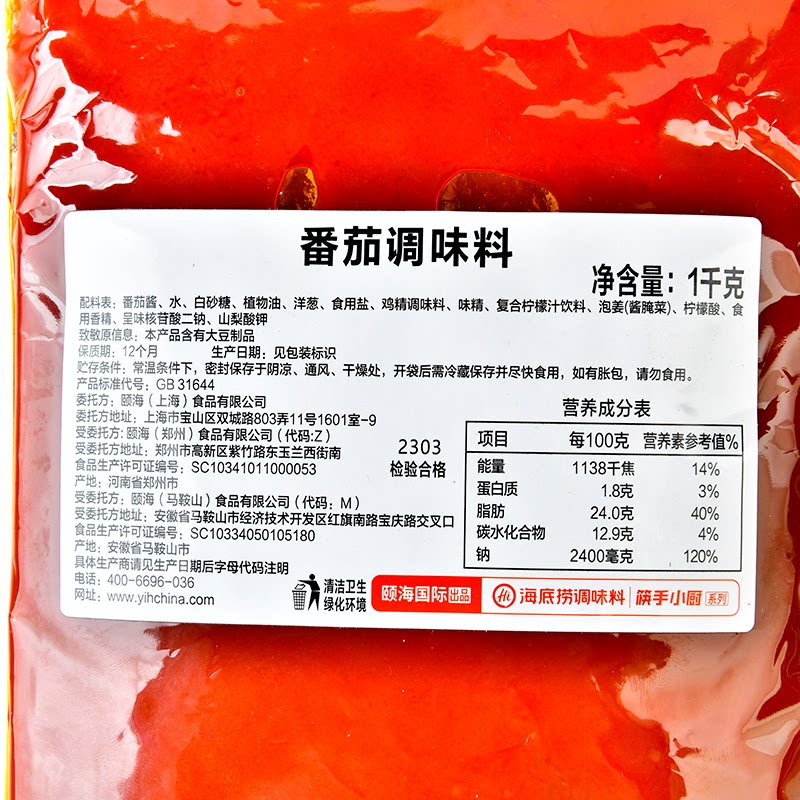 番茄调味料
净含量：1千克
配料表：番茄酱、水、白砂糖、植物油、洋葱、食用盐、鸡精调味料、味精、复合柠檬汁饮料、泡姜(酱腌菜)、柠檬酸、食
用香精、呈味核苷酸二钠、山梨酸钾
致敏原信息：本产品含有大豆制品
保质期：12个月 生产日期：见包装标识
贮存条件：常温条件下，密封保存于阴凉、通风、干燥处，开袋后需冷藏保存并尽快食用，如有胀包，请勿食用。
产品标准代号：GB 31644
委托方：颐海（上海）食品有限公司
委托方地址：上海市宝山区双城路803弄11号1601室-9
受委托方：颐海（郑州）食品有限公司（代码:Z）
受委托方地址：郑州市高新区紫竹路东玉兰西街南
食品生产许可证编号：SC10341011000053
产地：河南省郑州市
受委托方：颐海（马鞍山）食品有限公司（代码：M）
受委托方地址：安徽省马鞍山市经济技术开发区红旗南路宝庆路交叉口
食品生产许可证编号：SC10334050105180
产地：安徽省马鞍山市
具体生产商请见生产日期后字母代码注明
电话：400-6696-036
网址：www.yihchina.com
2303
检验合格
营养成分表
项目 每100克 营养素参考值%
能量 1138千焦 14%
蛋白质 1.8克 3%
脂肪 24.0克 40%
碳水化合物 12.9克 4%
钠 2400毫克 120%
清洁卫生
绿化环境
颐海国际 出品
Hi 海底捞调味料 筷手小厨 系列